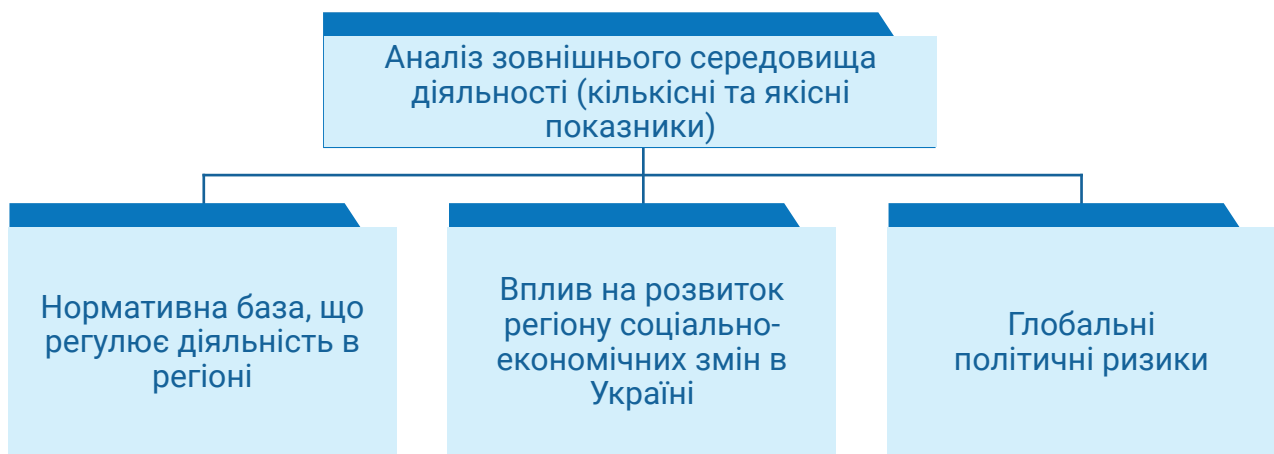 Аналіз зовнішнього середовища
діяльності (кількісні та якісні
показники)
Нормативна база, що
регулює діяльність в
регіоні
Вплив на розвиток
регіону соціально-
економічних змін в
Україні
Глобальні
політичні ризики